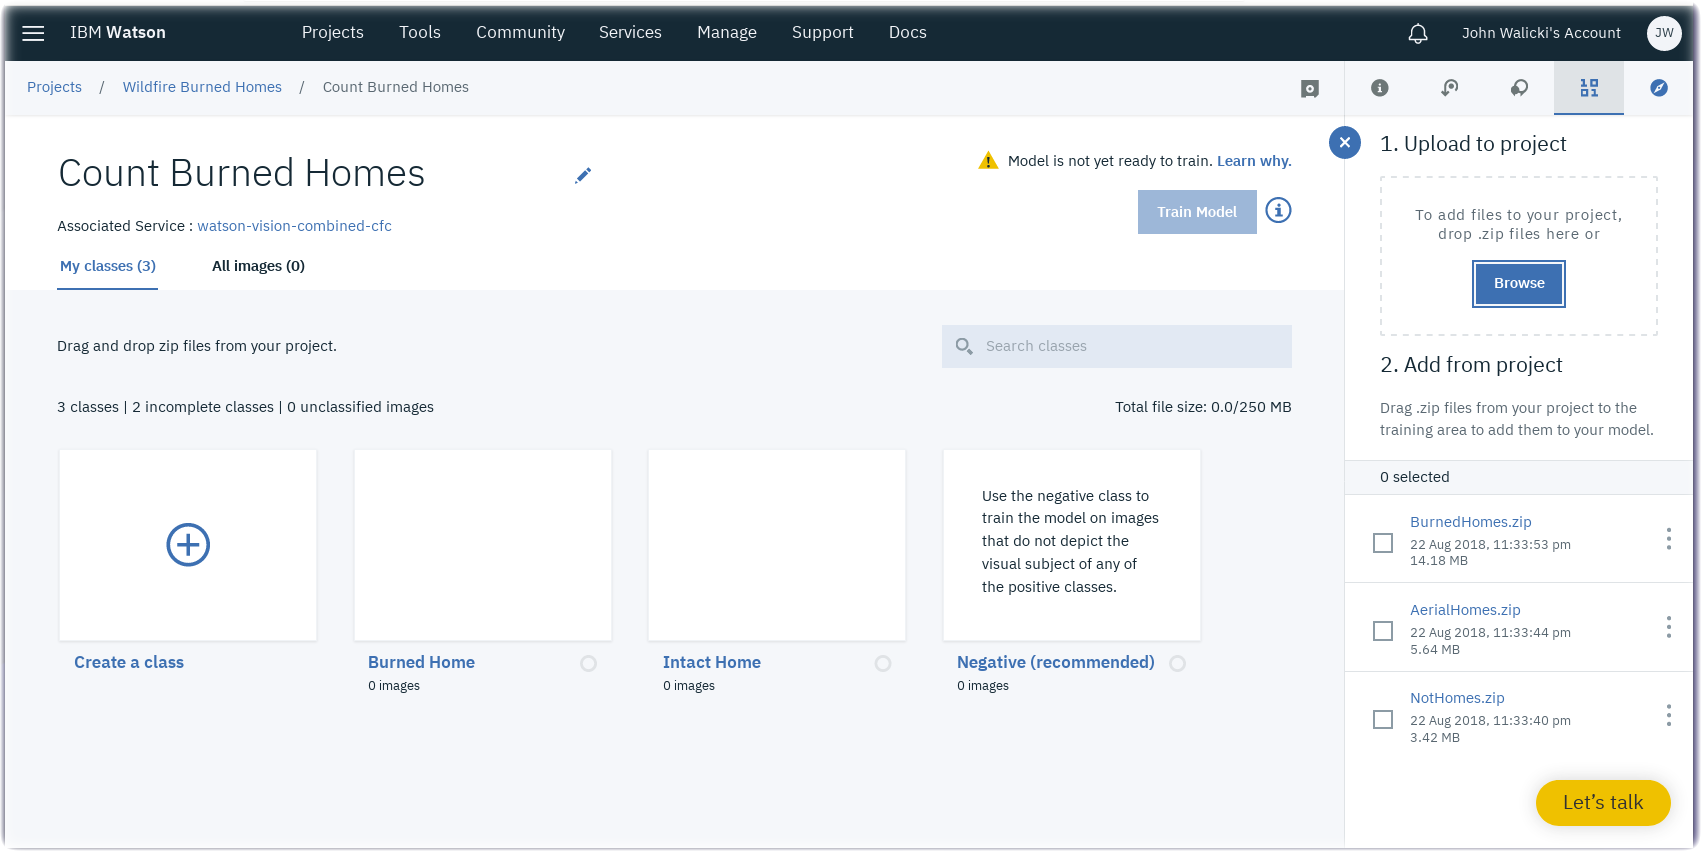 IBM Watson
Projects Tools Community Services Manage Support Docs
John Walicki's Account JW
Projects / Wildfire Burned Homes / Count Burned Homes
Count Burned Homes
Model is not yet ready to train. Learn why.
Train Model
Associated Service : watson-vision-combined-cfc
My classes (3) All images (0)
Drag and drop zip files from your project.
Search classes
3 classes | 2 incomplete classes | 0 unclassified images
Total file size: 0.0/250 MB
Create a class
Burned Home
0 images
Intact Home
0 images
Use the negative class to
train the model on images
that do not depict the
visual subject of any of
the positive classes.
Negative (recommended)
0 images
1. Upload to project
To add files to your project,
drop .zip files here or
Browse
2. Add from project
Drag .zip files from your project to the
training area to add them to your model.
0 selected
BurnedHomes.zip
22 Aug 2018, 11:33:53 pm
14.18 MB
AerialHomes.zip
22 Aug 2018, 11:33:44 pm
5.64 MB
NotHomes.zip
22 Aug 2018, 11:33:40 pm
3.42 MB
Let’s talk